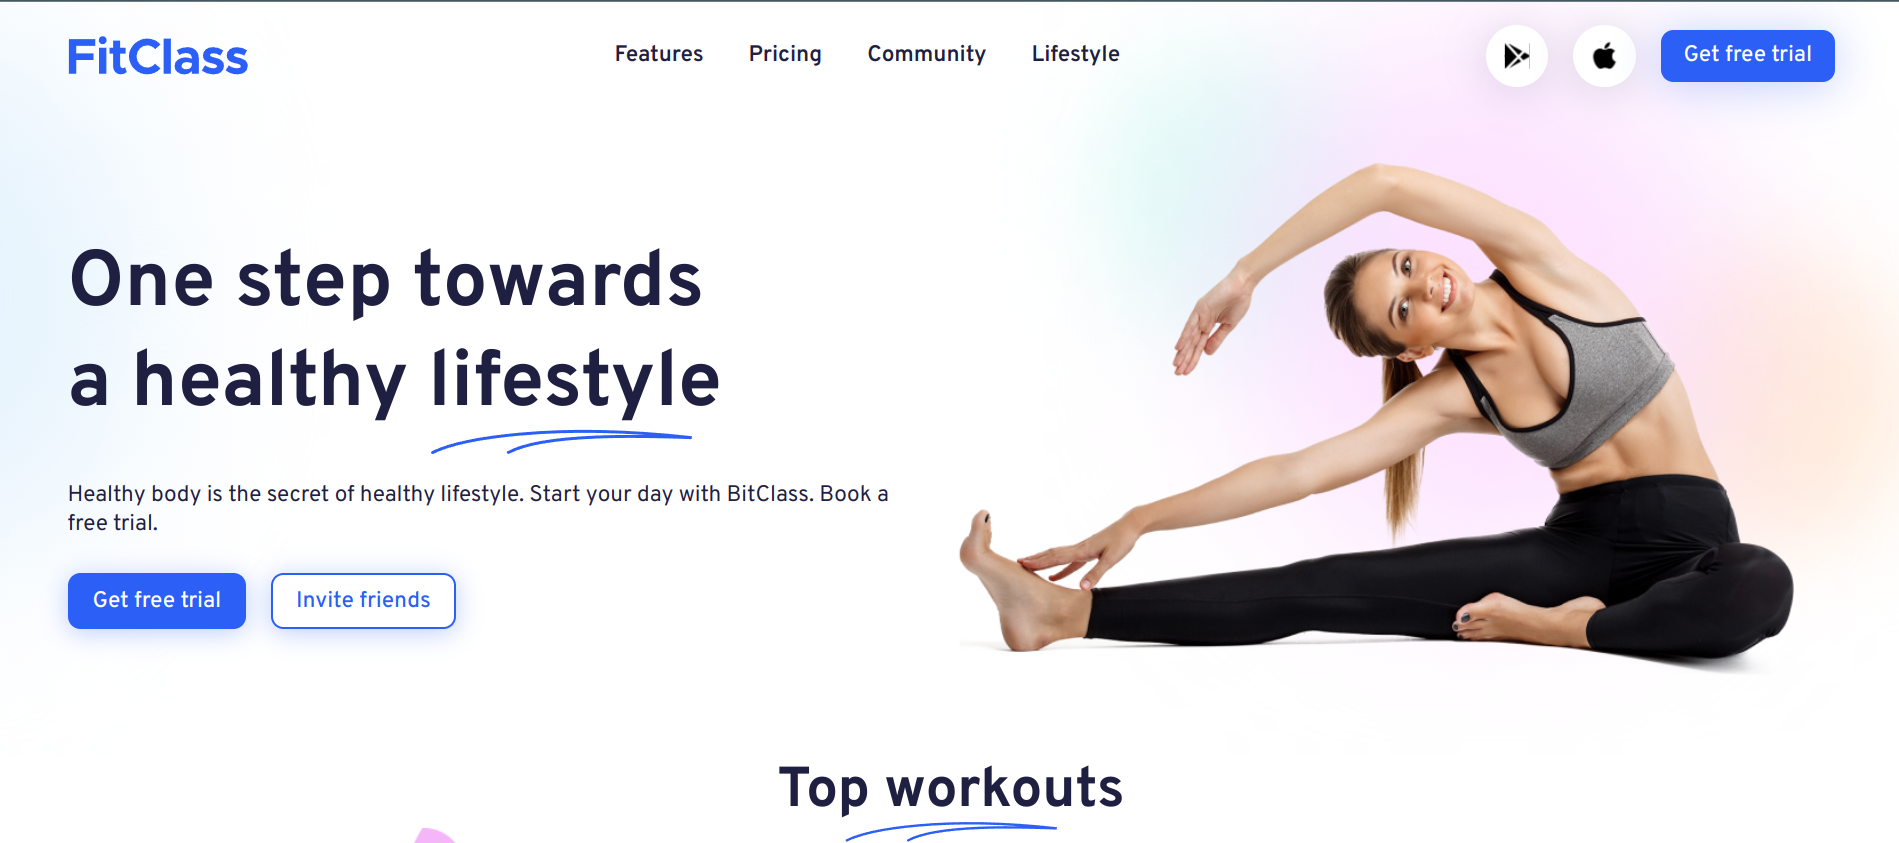 FitClass
Features
Pricing
Community
Lifestyle
Get free trial
One step towards
a healthy lifestyle
Healthy body is the secret of healthy lifestyle. Start your day with BitClass. Book a
free trial.
Get free trial
Invite friends
Top workouts